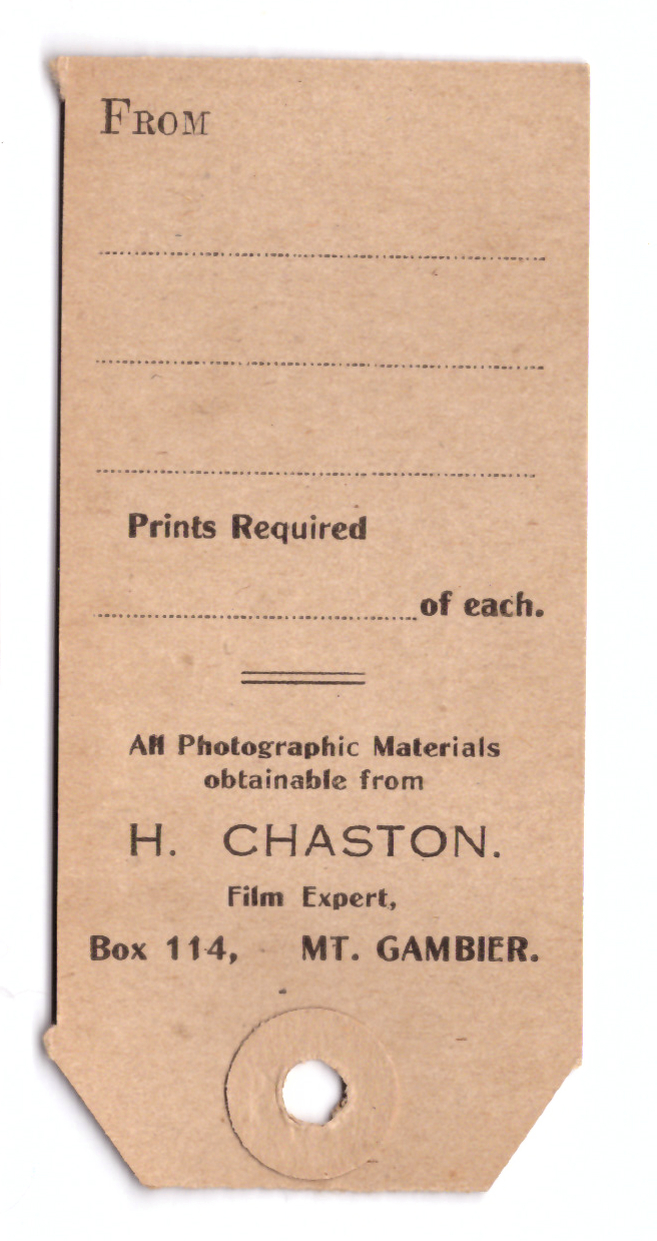 FROM
Prints Required
of each.
All Photographic Materials
obtainable from
H. CHASTON.
Film Expert,
Box 114, MT. GAMBIER.